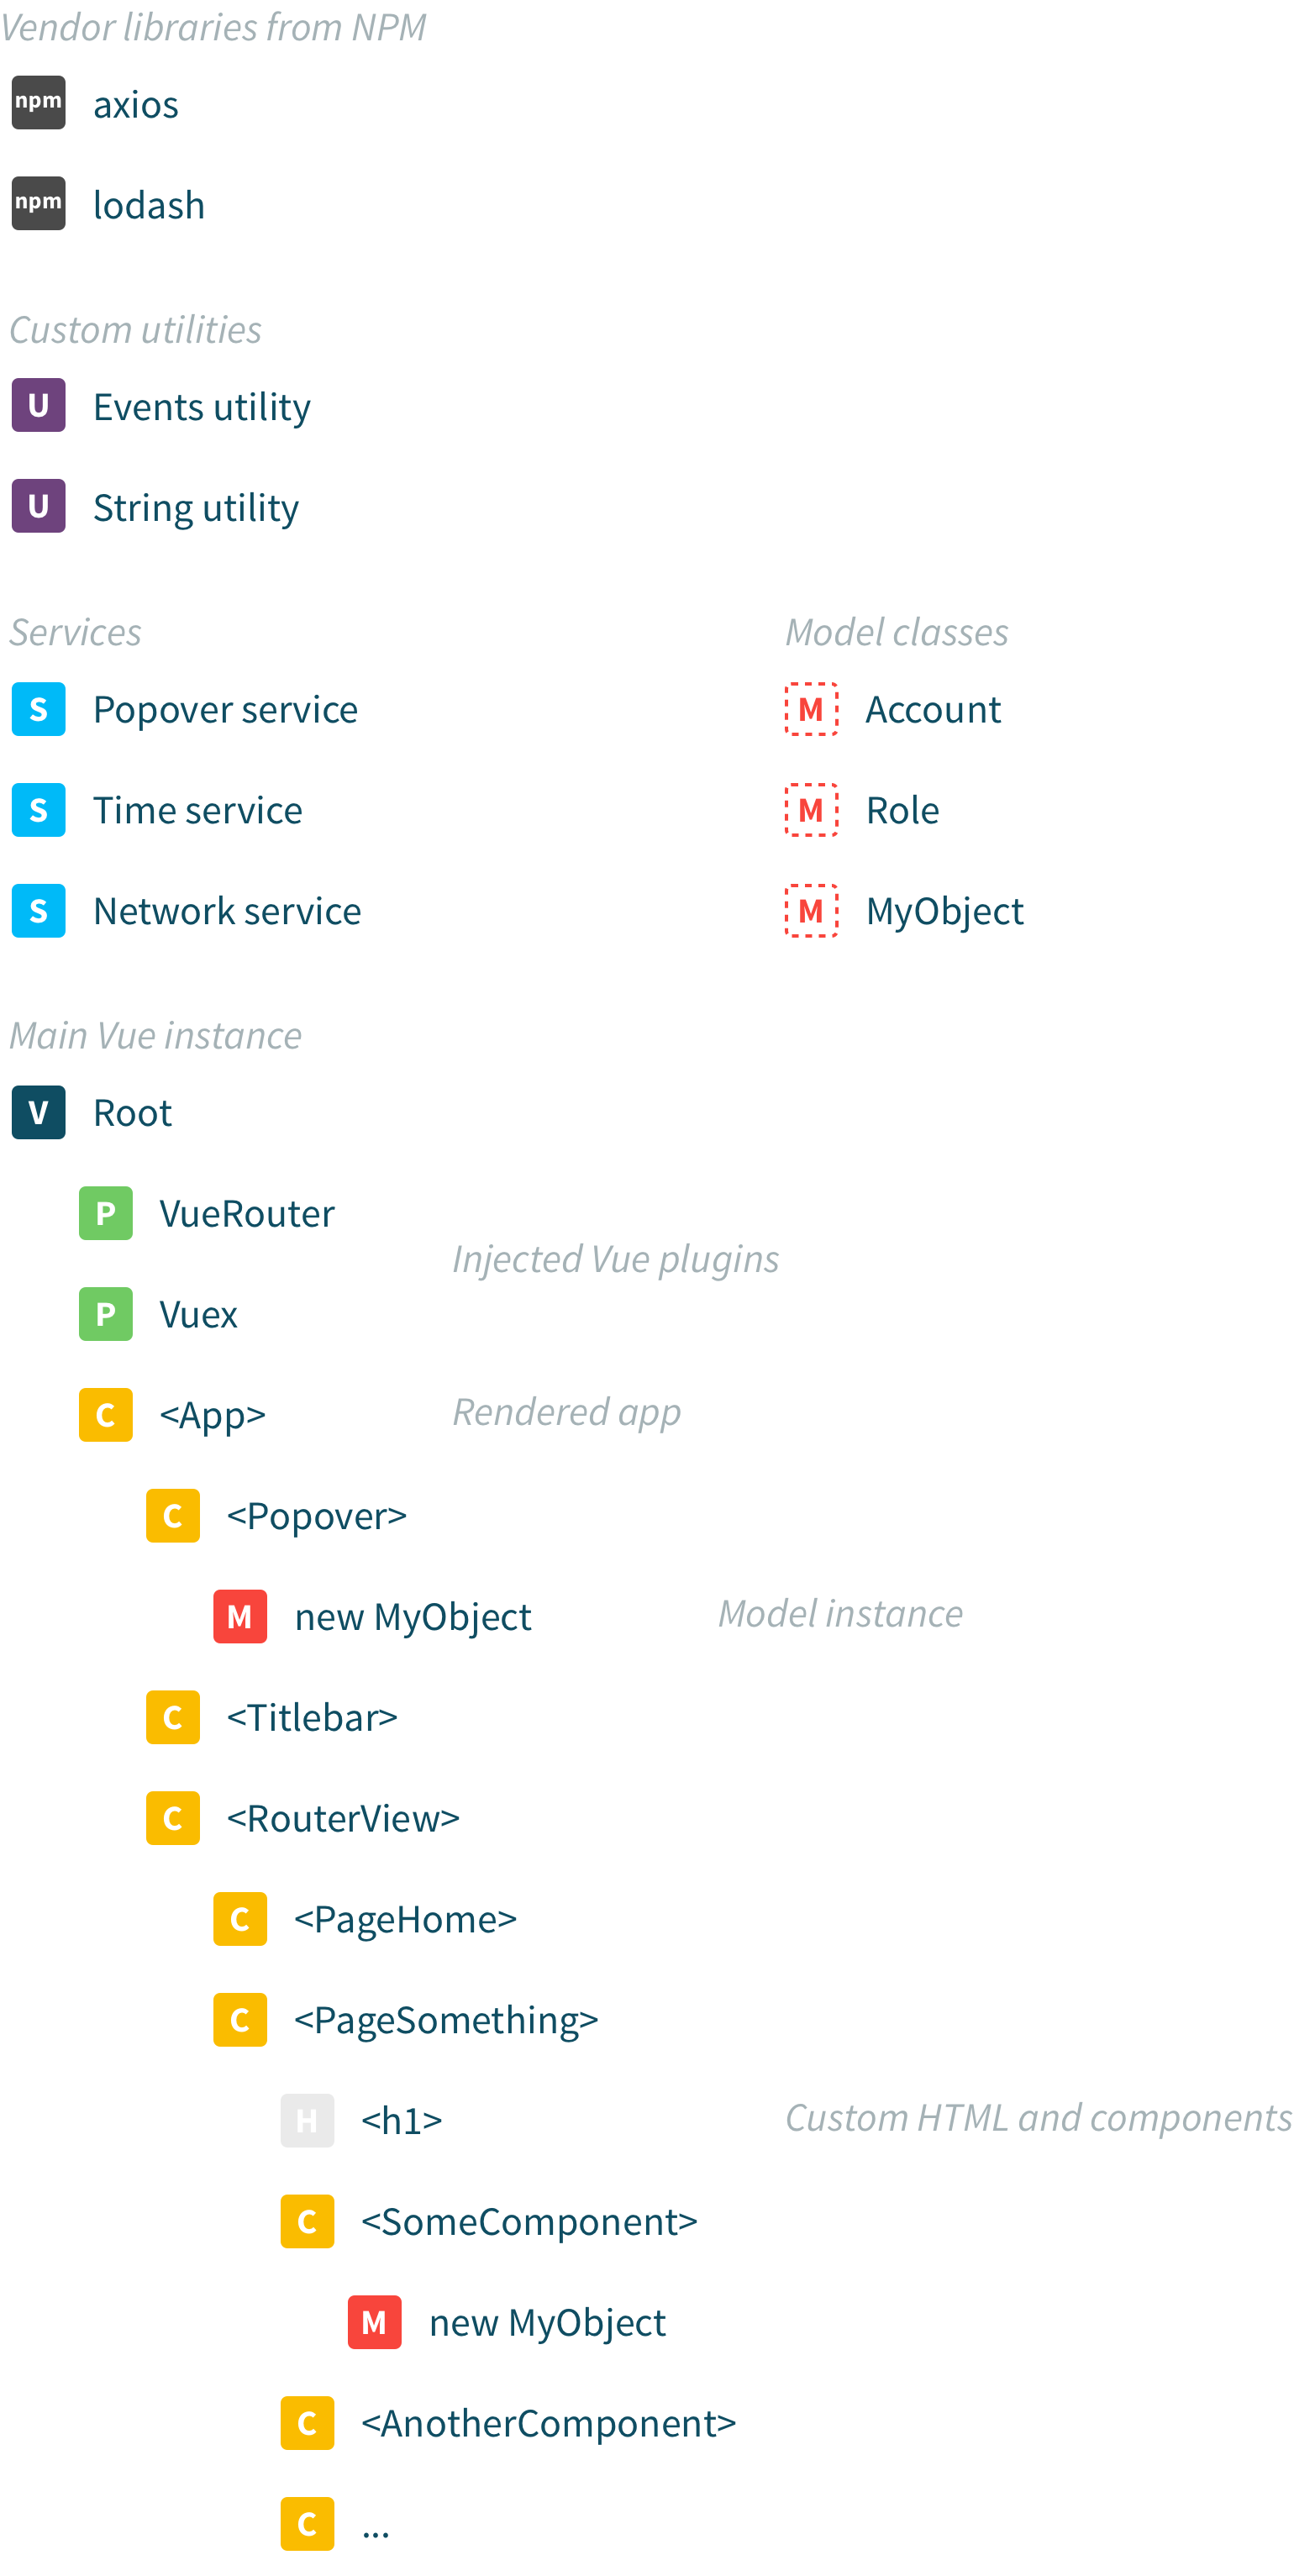 Vendor libraries from NPM
npm axios
npm lodash
Custom utilities
U Events utility
U String utility
Services
S Popover service
S Time service
S Network service
Model classes
M Account
M Role
M MyObject
Main Vue instance
V Root
P VueRouter
Injected Vue plugins
P Vuex
C <App>
Rendered app
C <Popover>
M new MyObject
Model instance
C <Titlebar>
C <RouterView>
C <PageHome>
C <PageSomething>
H <h1>
Custom HTML and components
C <SomeComponent>
M new MyObject
C <AnotherComponent>
C ...